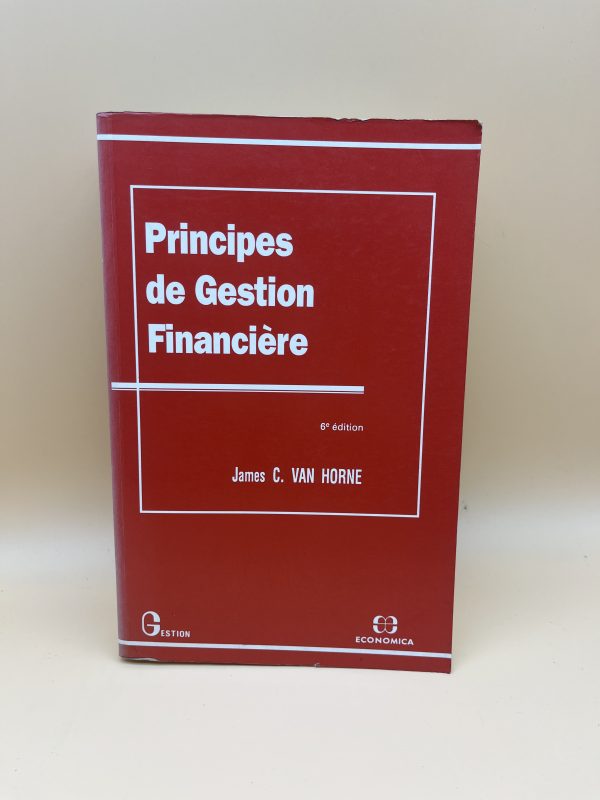 Principes
de Gestion
Financière
6e édition
James C. VAN HORNE
GESTION
ECONOMICA